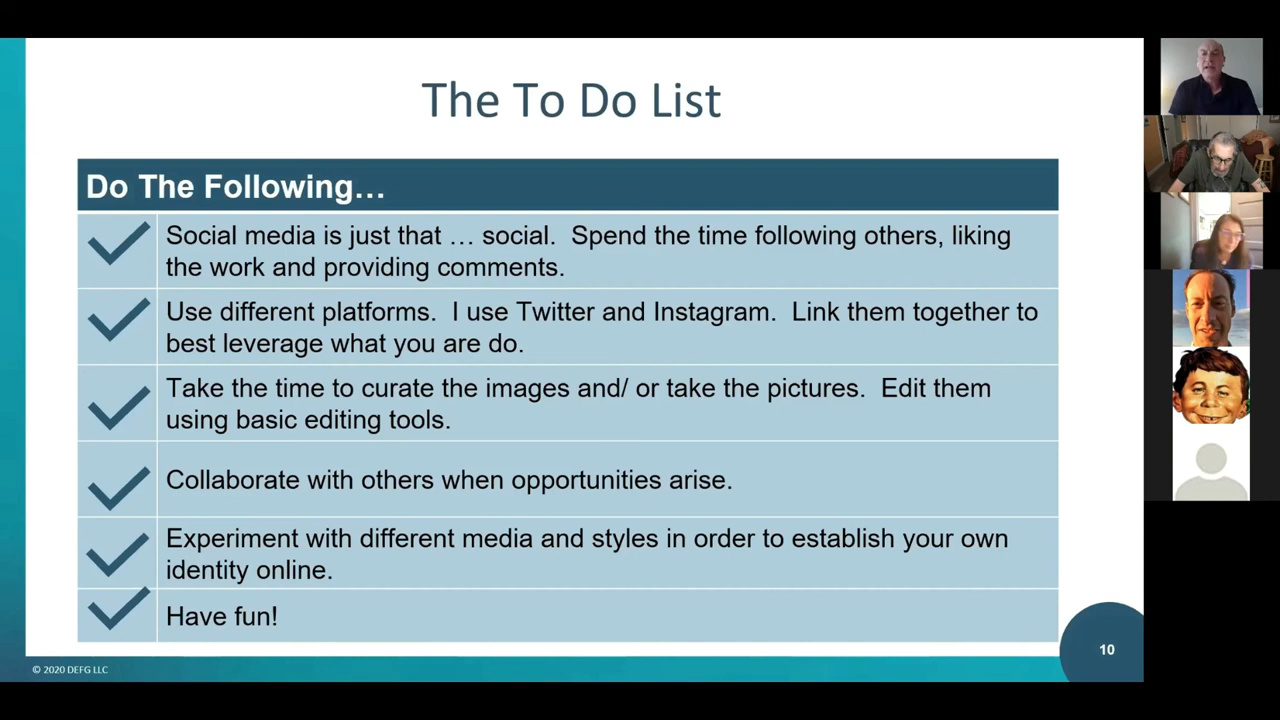 The To Do List
Do The Following…
Social media is just that … social.  Spend the time following others, liking
the work and providing comments.
Use different platforms.  I use Twitter and Instagram.  Link them together to
best leverage what you are do.
Take the time to curate the images and/ or take the pictures.  Edit them
using basic editing tools.
Collaborate with others when opportunities arise.
Experiment with different media and styles in order to establish your own
identity online.
Have fun!
10
© 2020 DEFG LLC